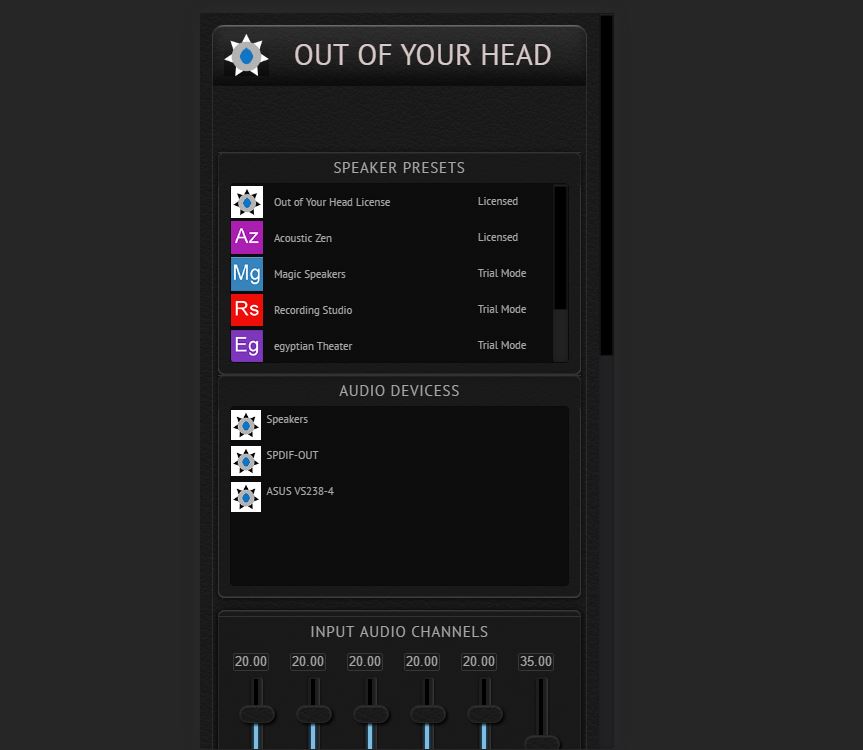 OUT OF YOUR HEAD
SPEAKER PRESETS
Out of Your Head License Licensed
Az Acoustic Zen Licensed
Mg Magic Speakers Trial Mode
Rs Recording Studio Trial Mode
Eg egyptian Theater Trial Mode
AUDIO DEVICESS
Speakers
SPDIF-OUT
ASUS VS238-4
INPUT AUDIO CHANNELS
20.00 20.00 20.00 20.00 20.00 35.00